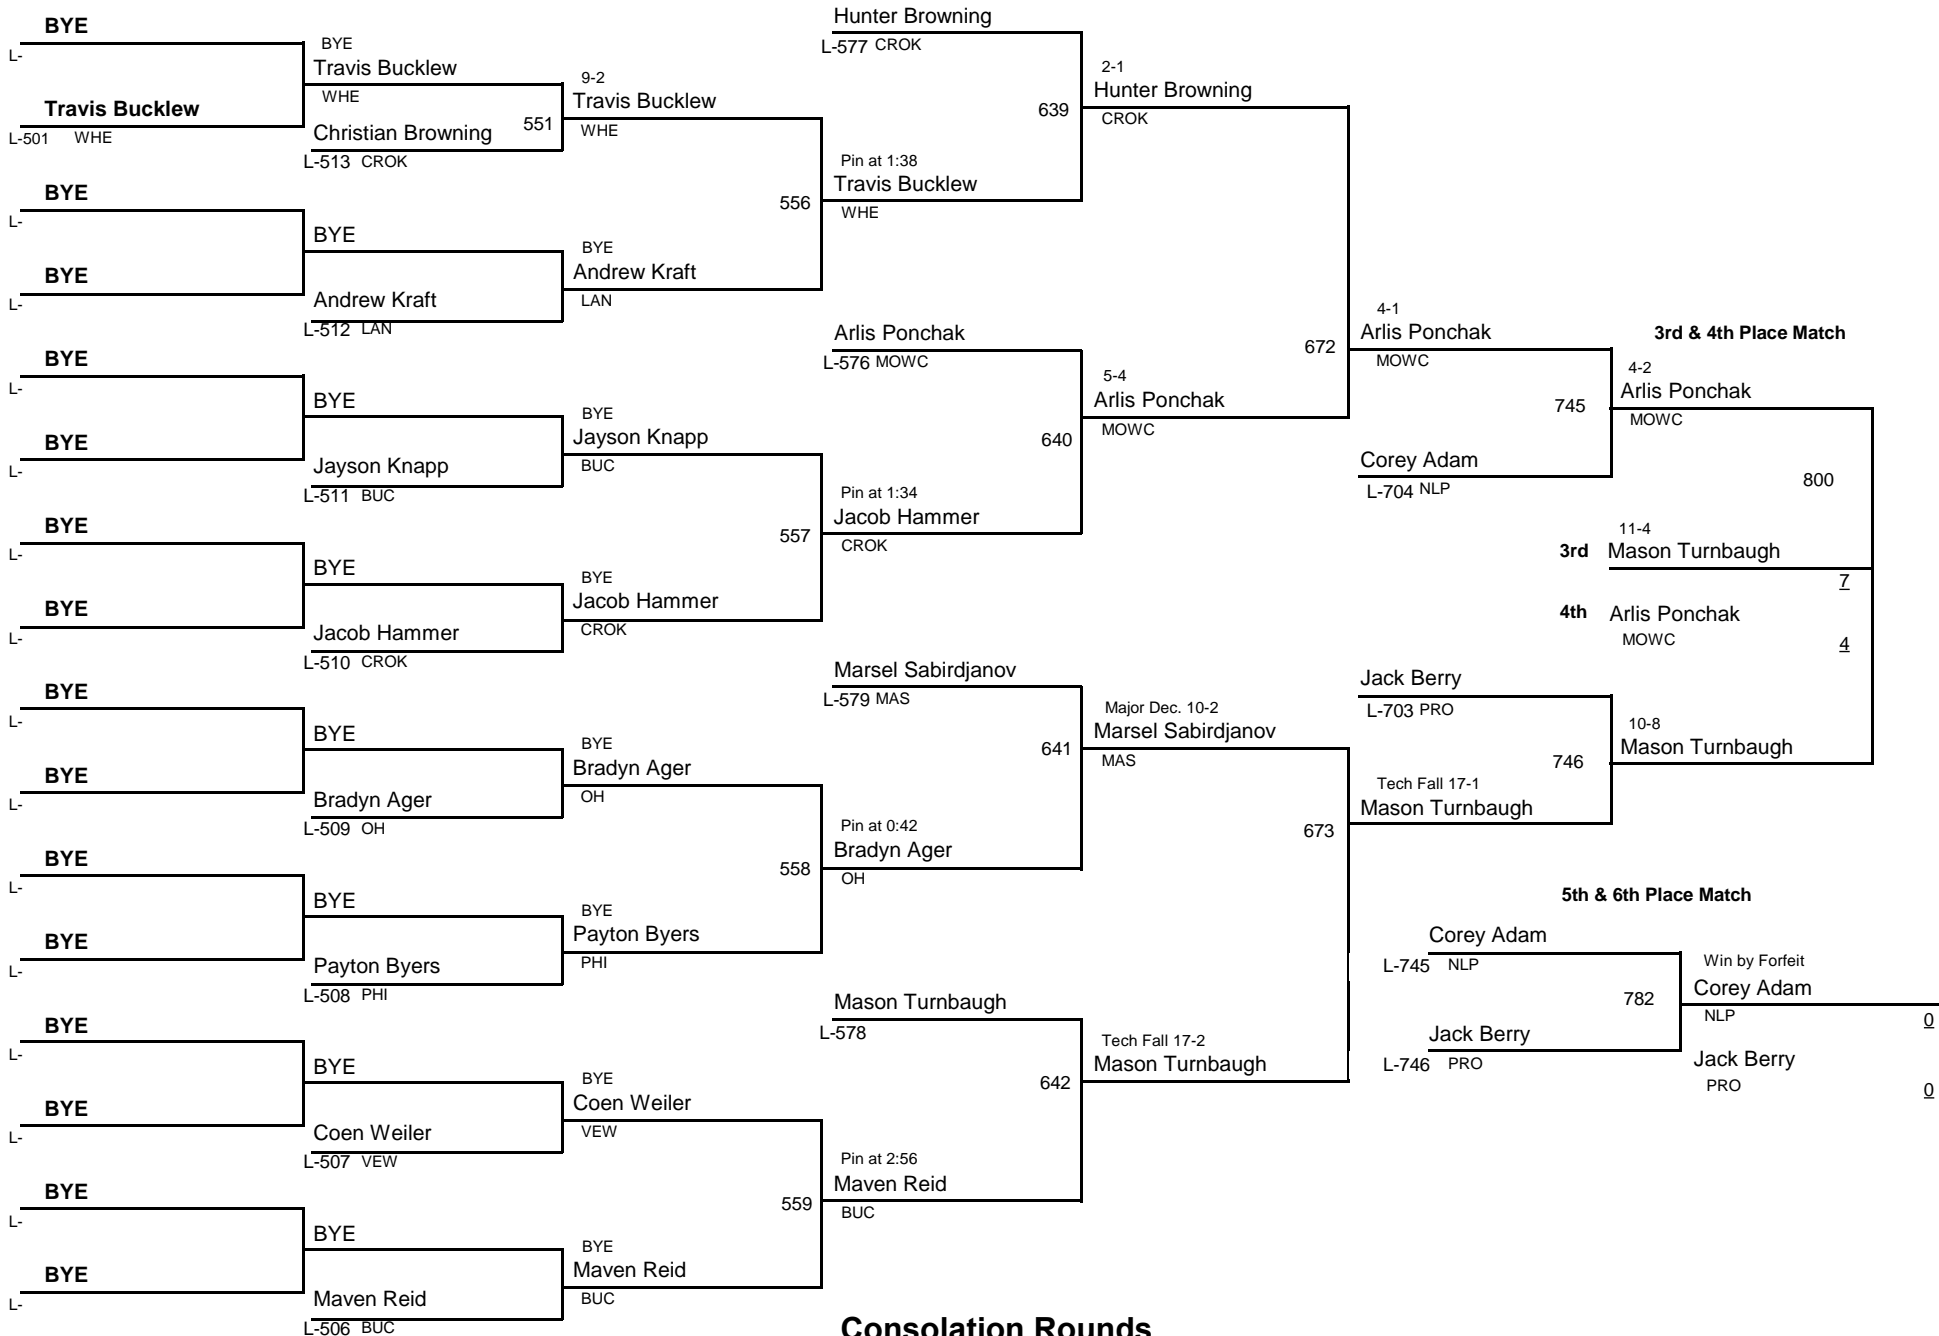 BYE
L-
Travis Bucklew
L-501 WHE
BYE
L-
BYE
L-
BYE
L-
BYE
L-
BYE
L-
BYE
L-
BYE
L-
BYE
L-
BYE
L-
BYE
L-
BYE
L-
BYE
L-
BYE
L-
BYE
L-
BYE
Travis Bucklew
WHE
Christian Browning
L-513 CROK
551
BYE
Andrew Kraft
L-512 LAN
BYE
Jayson Knapp
L-511 BUC
BYE
Jacob Hammer
L-510 CROK
BYE
Bradyn Ager
L-509 OH
BYE
Payton Byers
L-508 PHI
BYE
Coen Weiler
L-507 VEW
BYE
Maven Reid
L-506 BUC
9-2
Travis Bucklew
WHE
556
BYE
Andrew Kraft
LAN
BYE
Jayson Knapp
BUC
557
BYE
Jacob Hammer
CROK
BYE
Bradyn Ager
OH
558
BYE
Payton Byers
PHI
BYE
Coen Weiler
VEW
559
BYE
Maven Reid
BUC
Hunter Browning
L-577 CROK
639
Pin at 1:38
Travis Bucklew
WHE
Arlis Ponchak
L-576 MOWC
640
Pin at 1:34
Jacob Hammer
CROK
Marsel Sabirdjanov
L-579 MAS
641
Pin at 0:42
Bradyn Ager
OH
Mason Turnbaugh
L-578
642
Pin at 2:56
Maven Reid
BUC
2-1
Hunter Browning
CROK
672
5-4
Arlis Ponchak
MOWC
Major Dec. 10-2
Marsel Sabirdjanov
MAS
673
Tech Fall 17-2
Mason Turnbaugh
4-1
Arlis Ponchak
MOWC
745
Corey Adam
L-704 NLP
Jack Berry
L-703 PRO
746
Tech Fall 17-1
Mason Turnbaugh
3rd & 4th Place Match
4-2
Arlis Ponchak
MOWC
800
11-4
3rd Mason Turnbaugh
7
4th Arlis Ponchak
MOWC
4
10-8
Mason Turnbaugh
5th & 6th Place Match
Corey Adam
L-745 NLP
782
Jack Berry
L-746 PRO
Win by Forfeit
Corey Adam
NLP
0
Jack Berry
PRO
0
Consolation Rounds